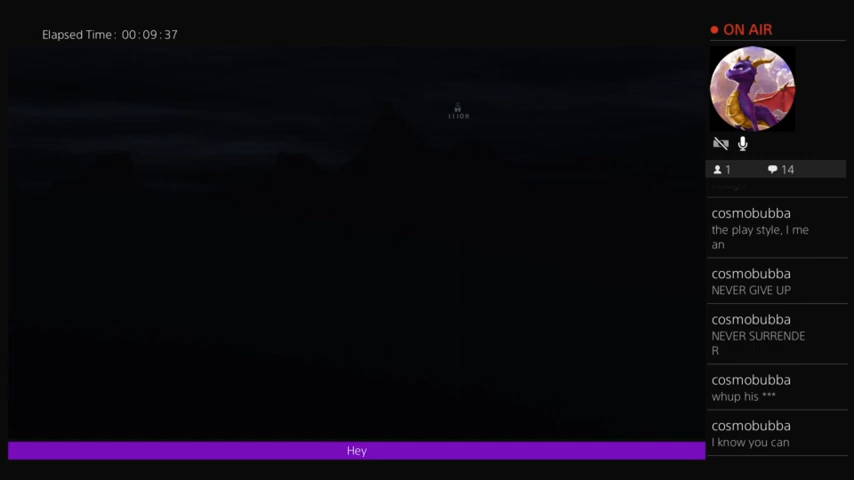 Elapsed Time: 00:09:37
ON AIR
1
14
cosmobubba
the play style, I me
an
cosmobubba
NEVER GIVE UP
cosmobubba
NEVER SURRENDE
R
cosmobubba
whup his ***
cosmobubba
I know you can
Hey